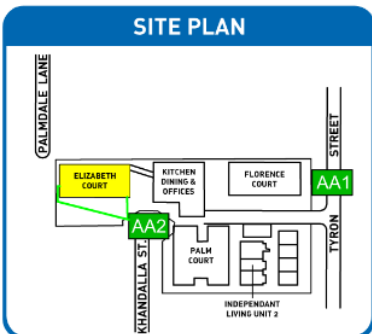 SITE PLAN
PALMDALE LANE
ELIZABETH
COURT
KITCHEN
DINING &
OFFICES
FLORENCE
COURT
STREET
TYRON
AA1
AA2
KHANDALLA ST.
PALM
COURT
INDEPENDANT
LIVING UNIT 2